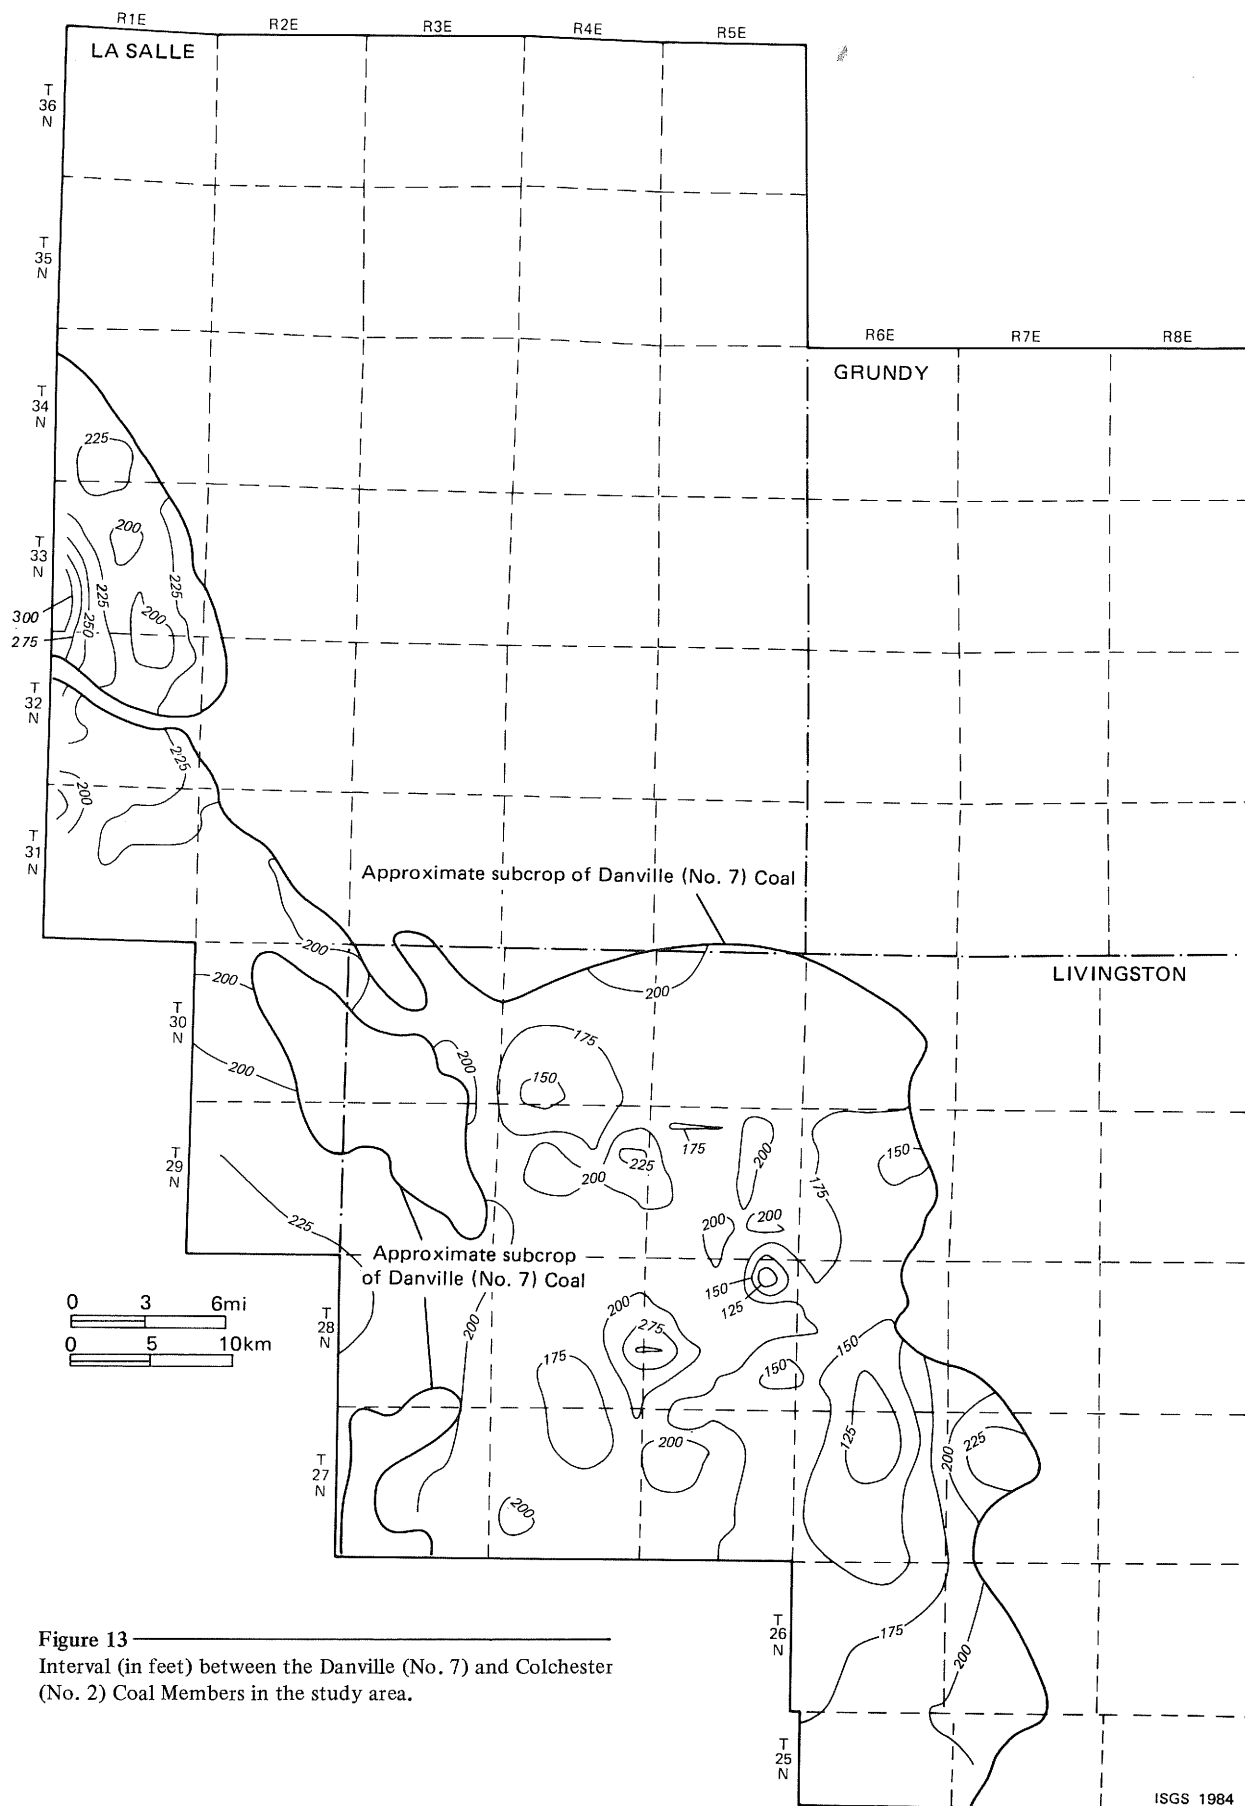 R1E
R2E
R3E
R4E
R5E
LA SALLE
T
36
N
T
35
N
R6E
R7E
R8E
GRUNDY
T
34
N
225
200
T
33
N
225
225
200
300
250
275
T
32
N
225
200
T
31
N
Approximate subcrop of Danville (No. 7) Coal
200
200
200
LIVINGSTON
T
30
N
175
200
200
150
175
200
150
T
29
N
225
200
175
225
200
200
Approximate subcrop
of Danville (No. 7) Coal
150
125
0 3 6mi
0 5 10km
T
28
N
200
200
275
150
175
150
125
200
225
200
T
27
N
200
Figure 13
Interval (in feet) between the Danville (No. 7) and Colchester
(No. 2) Coal Members in the study area.
T
26
N
175
200
T
25
N
ISGS 1984